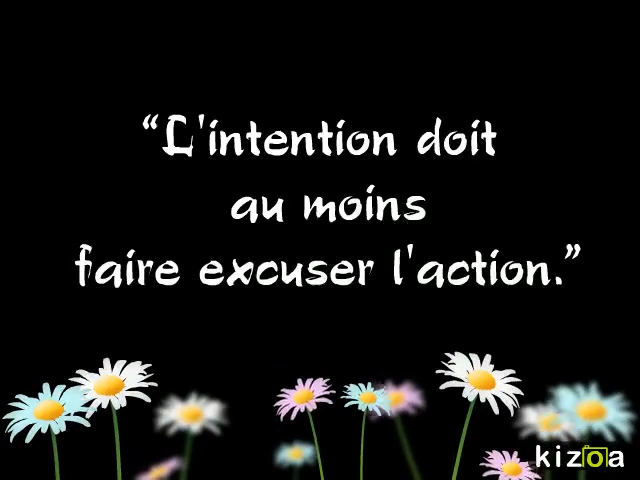 “L'intention doit
au moins
faire excuser l'action.”
kizoa